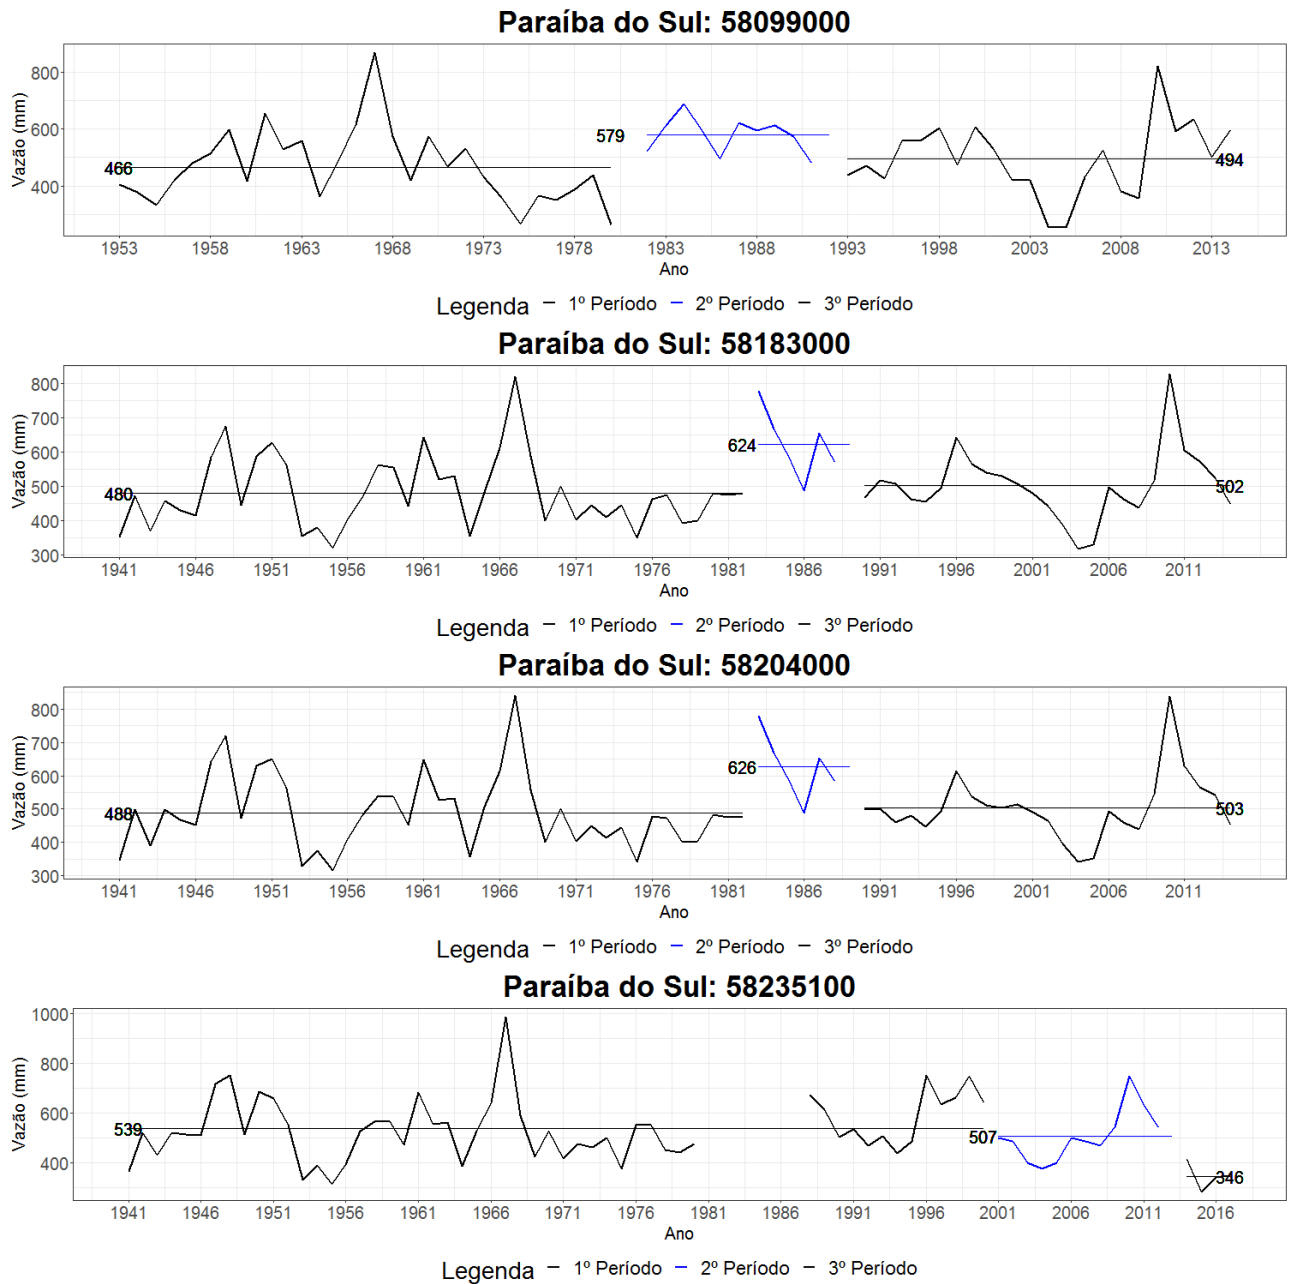 Paraíba do Sul: 58099000
Vazão (mm)
800
600
400
466
579
494
1953 1958 1963 1968 1973 1978 1983 1988 1993 1998 2003 2008 2013
Ano
Legenda 1º Período 2º Período 3º Período
Paraíba do Sul: 58183000
Vazão (mm)
800
700
600
500
400
300
480
624
502
1941 1946 1951 1956 1961 1966 1971 1976 1981 1986 1991 1996 2001 2006 2011
Ano
Legenda 1º Período 2º Período 3º Período
Paraíba do Sul: 58204000
Vazão (mm)
800
700
600
500
400
300
488
626
503
1941 1946 1951 1956 1961 1966 1971 1976 1981 1986 1991 1996 2001 2006 2011
Ano
Legenda 1º Período 2º Período 3º Período
Paraíba do Sul: 58235100
Vazão (mm)
1000
800
600
400
539
507
346
1941 1946 1951 1956 1961 1966 1971 1976 1981 1986 1991 1996 2001 2006 2011 2016
Ano
Legenda 1º Período 2º Período 3º Período